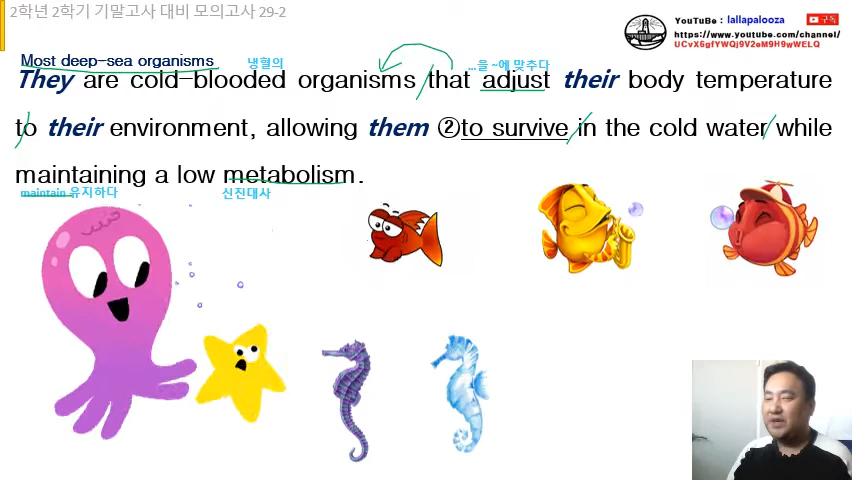 2학년 2학기 기말고사 대비 모의고사 29-2
YouTuBe : lallapalooza 구독
https://www.youtube.com/channel/
UCvX6gfYWQj9V2eM9H9wWELQ
Most deep-sea organisms 냉혈의 ...을 ~에 맞추다
They are cold-blooded organisms that adjust their body temperature
to their environment, allowing them ②to survive in the cold water while
maintaining a low metabolism.
maintain 유지하다 신진대사